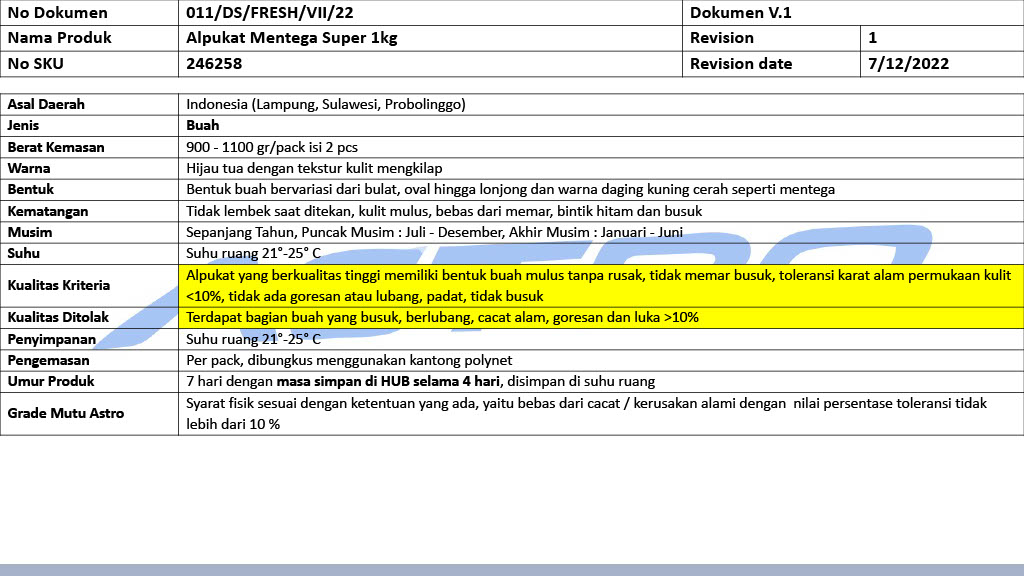 No Dokumen 011/DS/FRESH/VII/22 Dokumen V.1
Nama Produk Alpukat Mentega Super 1kg Revision 1
No SKU 246258 Revision date 7/12/2022
Asal Daerah Indonesia (Lampung, Sulawesi, Probolinggo)
Jenis Buah
Berat Kemasan 900 - 1100 gr/pack isi 2 pcs
Warna Hijau tua dengan tekstur kulit mengkilap
Bentuk Bentuk buah bervariasi dari bulat, oval hingga lonjong dan warna daging kuning cerah seperti mentega
Kematangan Tidak lembek saat ditekan, kulit mulus, bebas dari memar, bintik hitam dan busuk
Musim Sepanjang Tahun, Puncak Musim : Juli - Desember, Akhir Musim : Januari - Juni
Suhu Suhu ruang 21°-25° C
Kualitas Kriteria Alpukat yang berkualitas tinggi memiliki bentuk buah mulus tanpa rusak, tidak memar busuk, toleransi karat alam permukaan kulit
<10%, tidak ada goresan atau lubang, padat, tidak busuk
Kualitas Ditolak Terdapat bagian buah yang busuk, berlubang, cacat alam, goresan dan luka >10%
Penyimpanan Suhu ruang 21°-25° C
Pengemasan Per pack, dibungkus menggunakan kantong polynet
Umur Produk 7 hari dengan masa simpan di HUB selama 4 hari, disimpan di suhu ruang
Grade Mutu Astro Syarat fisik sesuai dengan ketentuan yang ada, yaitu bebas dari cacat / kerusakan alami dengan nilai persentase toleransi tidak
lebih dari 10 %